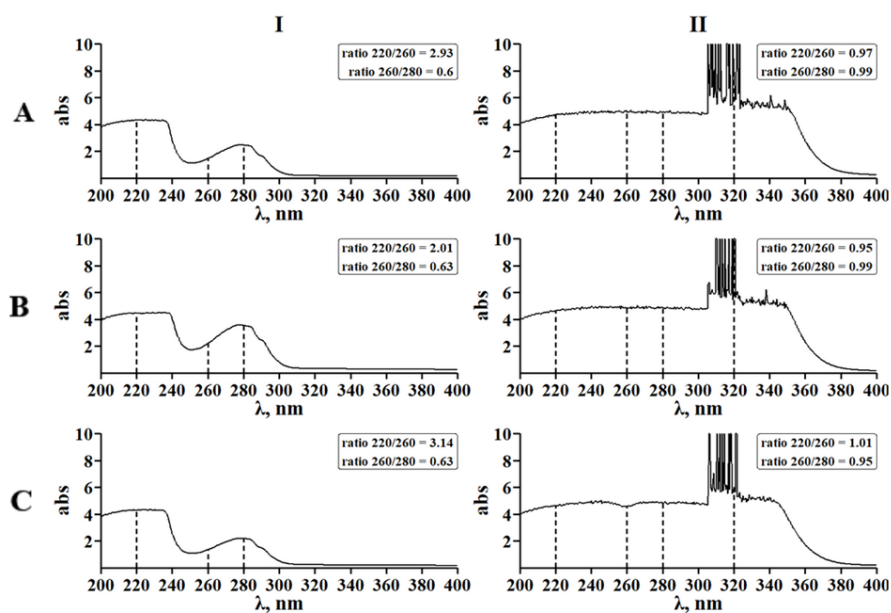 I II
A
abs
10
8
6
4
2
ratio 220/260 = 2.93
ratio 260/280 = 0.6
200 220 240 260 280 300 320 340 360 380 400
λ, nm
abs
10
8
6
4
2
ratio 220/260 = 0.97
ratio 260/280 = 0.99
200 220 240 260 280 300 320 340 360 380 400
λ, nm
B
abs
10
8
6
4
2
ratio 220/260 = 2.01
ratio 260/280 = 0.63
200 220 240 260 280 300 320 340 360 380 400
λ, nm
abs
10
8
6
4
2
ratio 220/260 = 0.95
ratio 260/280 = 0.99
200 220 240 260 280 300 320 340 360 380 400
λ, nm
C
abs
10
8
6
4
2
ratio 220/260 = 3.14
ratio 260/280 = 0.63
200 220 240 260 280 300 320 340 360 380 400
λ, nm
abs
10
8
6
4
2
ratio 220/260 = 1.01
ratio 260/280 = 0.95
200 220 240 260 280 300 320 340 360 380 400
λ, nm